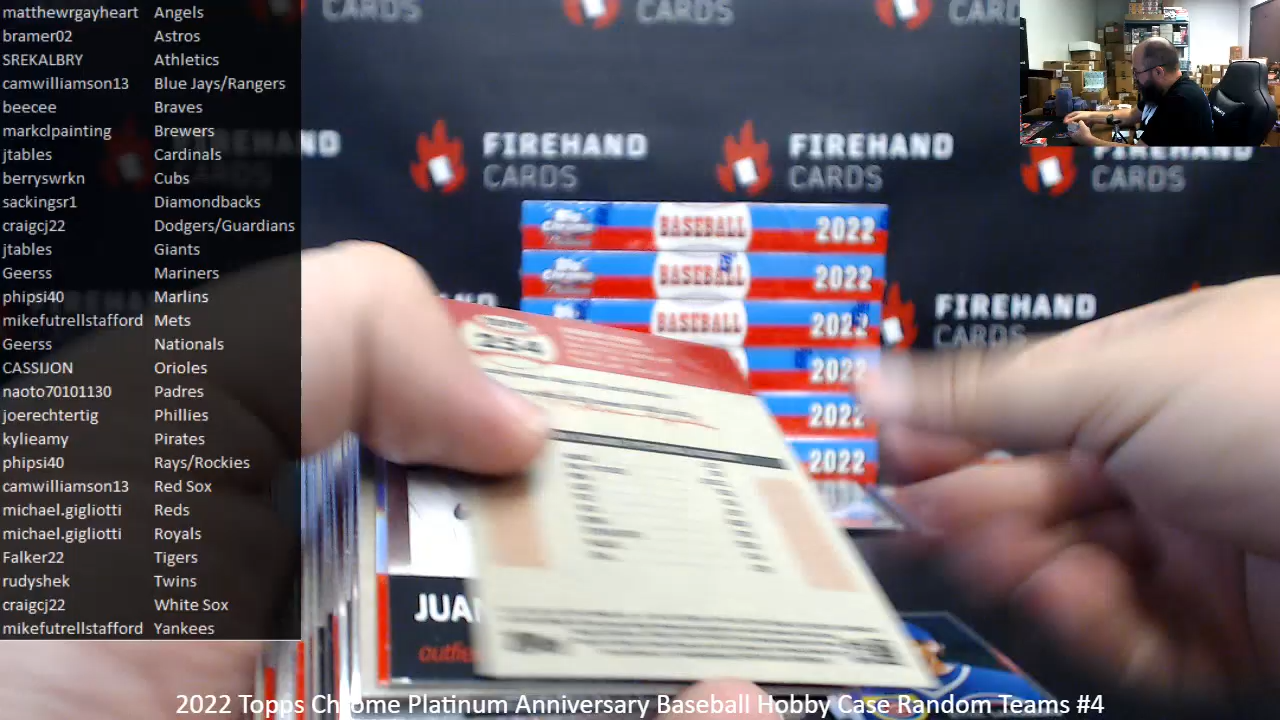 matthewrgayheart Angels
bramer02 Astros
SREKALBRY Athletics
camwilliamson13 Blue Jays/Rangers
beecee Braves
markclpainting Brewers
jtables Cardinals
berryswrkn Cubs
sackingsr1 Diamondbacks
craigcj22 Dodgers/Guardians
jtables Giants
Geerss Mariners
phipsi40 Marlins
mikefutrellstafford Mets
Geerss Nationals
CASSIJON Orioles
naoto70101130 Padres
joerechtertig Phillies
kylieamy Pirates
phipsi40 Rays/Rockies
camwilliamson13 Red Sox
michael.gigliotti Reds
michael.gigliotti Royals
Falker22 Tigers
rudyshek Twins
craigcj22 White Sox
mikefutrellstafford Yankees
CARDS
CARDS
FIREHAND
CARDS
FIREHAND
CARDS
FIREHAND
CARDS
FIREHAND
CARDS
BASEBALL 2022
BASEBALL 2022
BASEBALL 2022
2022
2022
2022
254
JUA
outfie
2022 Topps Chrome Platinum Anniversary Baseball Hobby Case Random Teams #4